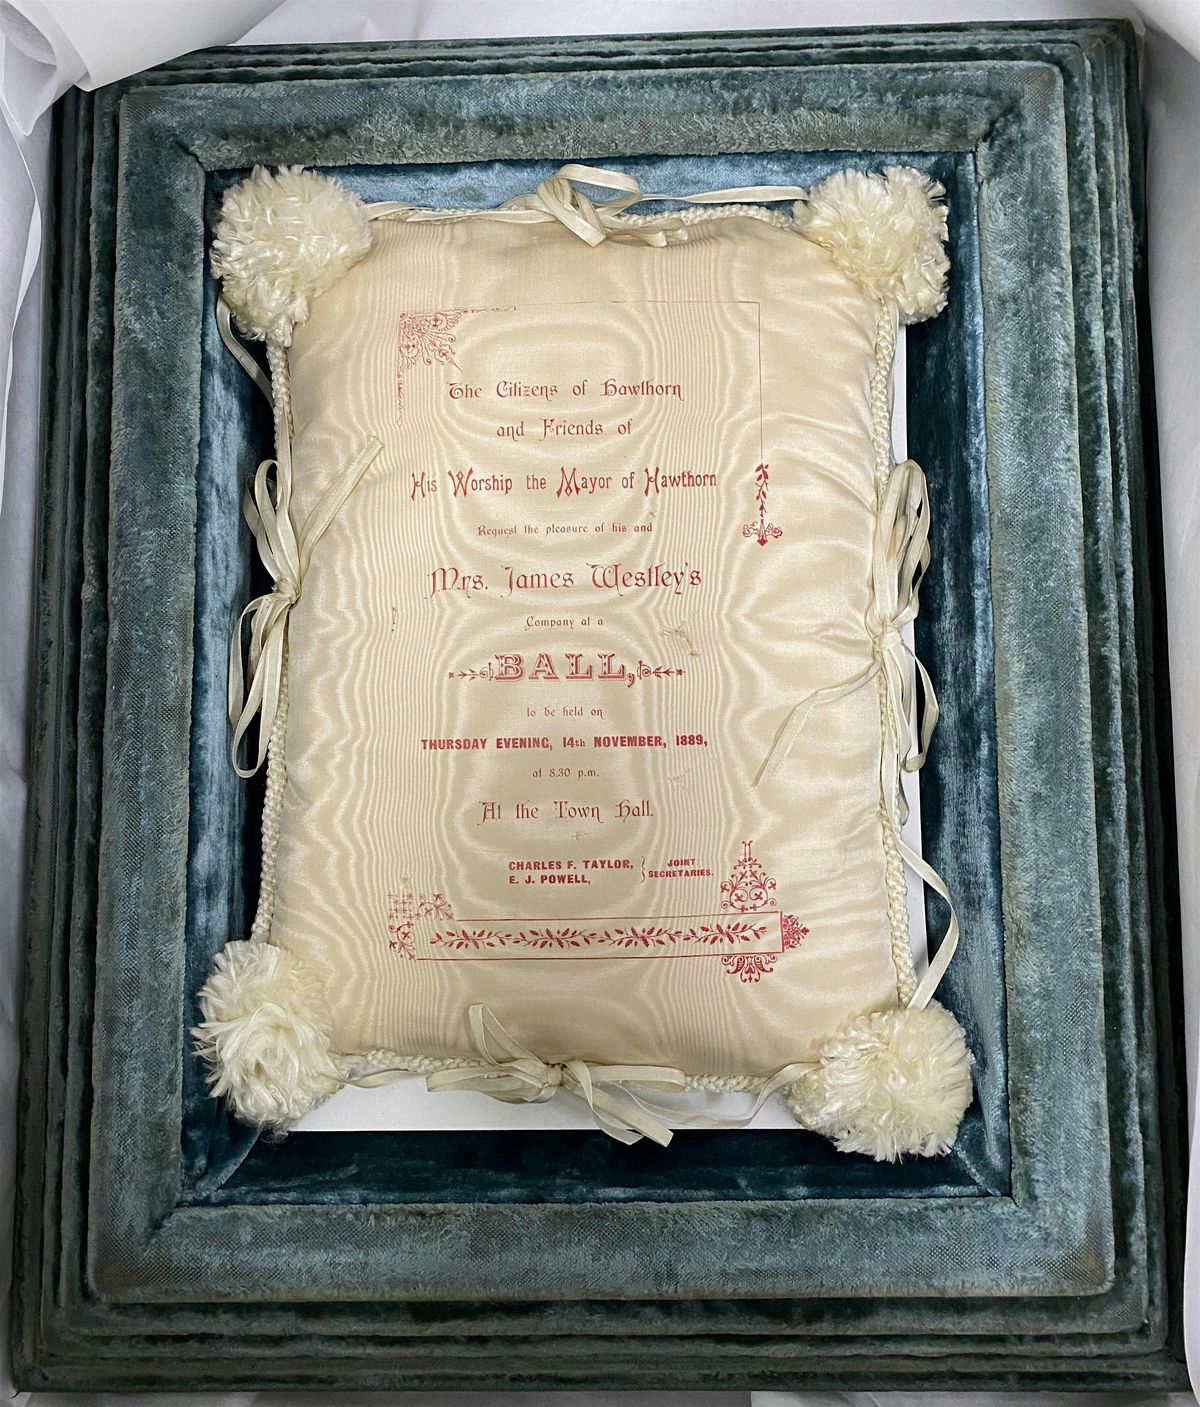 The Citizens of Hawthorn
and Friends of
His Worship the Mayor of Hawthorn
Request the pleasure of his and
Mrs. James Westley's
Company at a
BALL,
to be held on
THURSDAY EVENING, 14th NOVEMBER, 1889,
at 8.30 p.m.
At the Town Hall.
CHARLES F. TAYLOR, } JOINT
E. J. POWELL, } SECRETARIES.